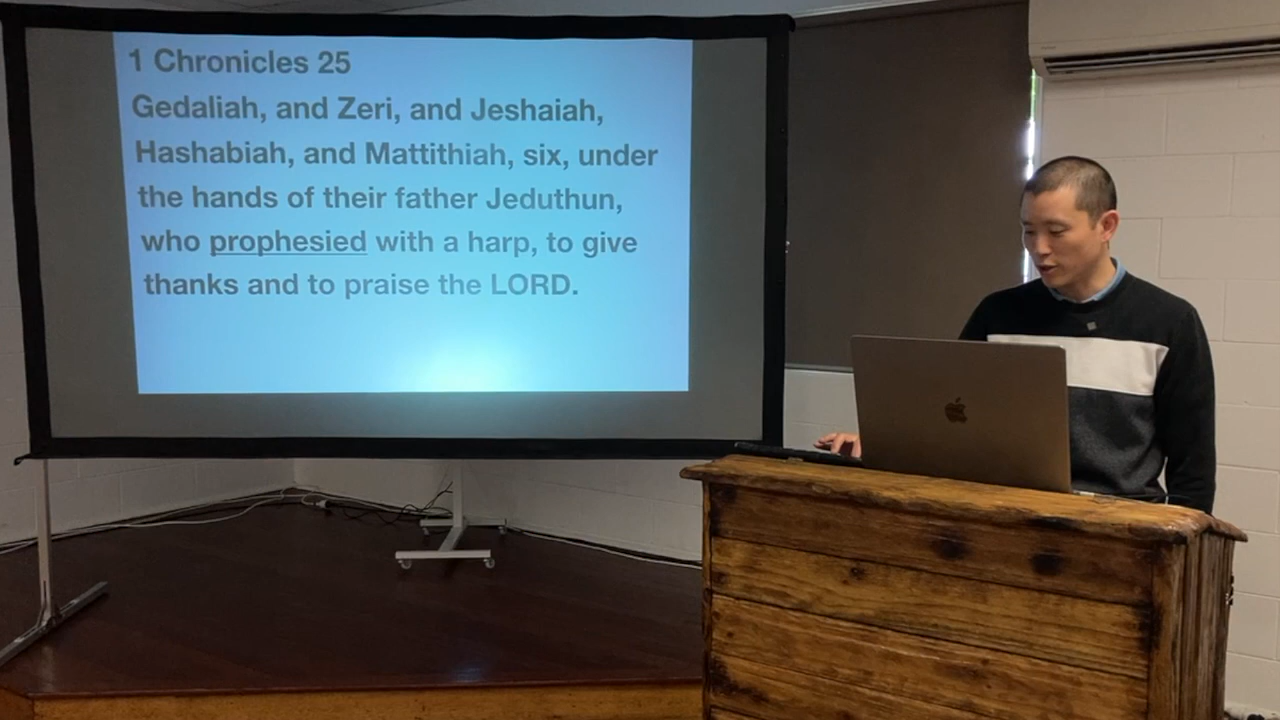 1 Chronicles 25
Gedaliah, and Zeri, and Jeshaiah,
Hashabiah, and Mattithiah, six, under
the hands of their father Jeduthun,
who prophesied with a harp, to give
thanks and to praise the LORD.